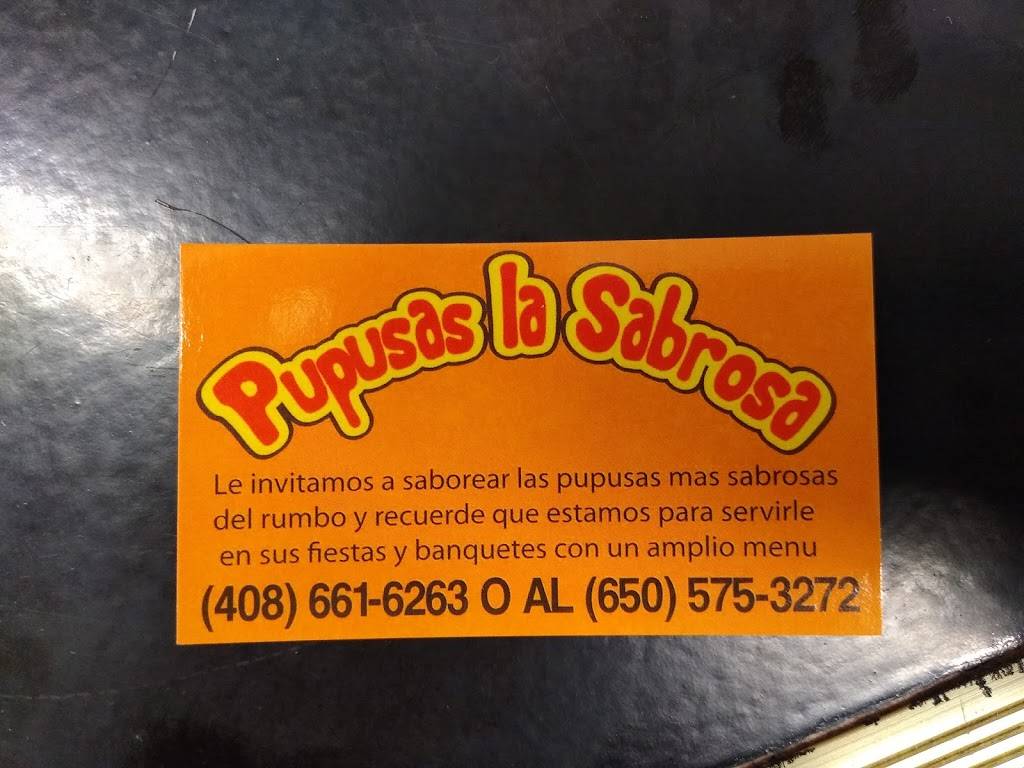 Pupusas la Sabrosa
Le invitamos a saborear las pupusas mas sabrosas
del rumbo y recuerde que estamos para servirle
en sus fiestas y banquetes con un amplio menu
(408) 661-6263 O AL (650) 575-3272